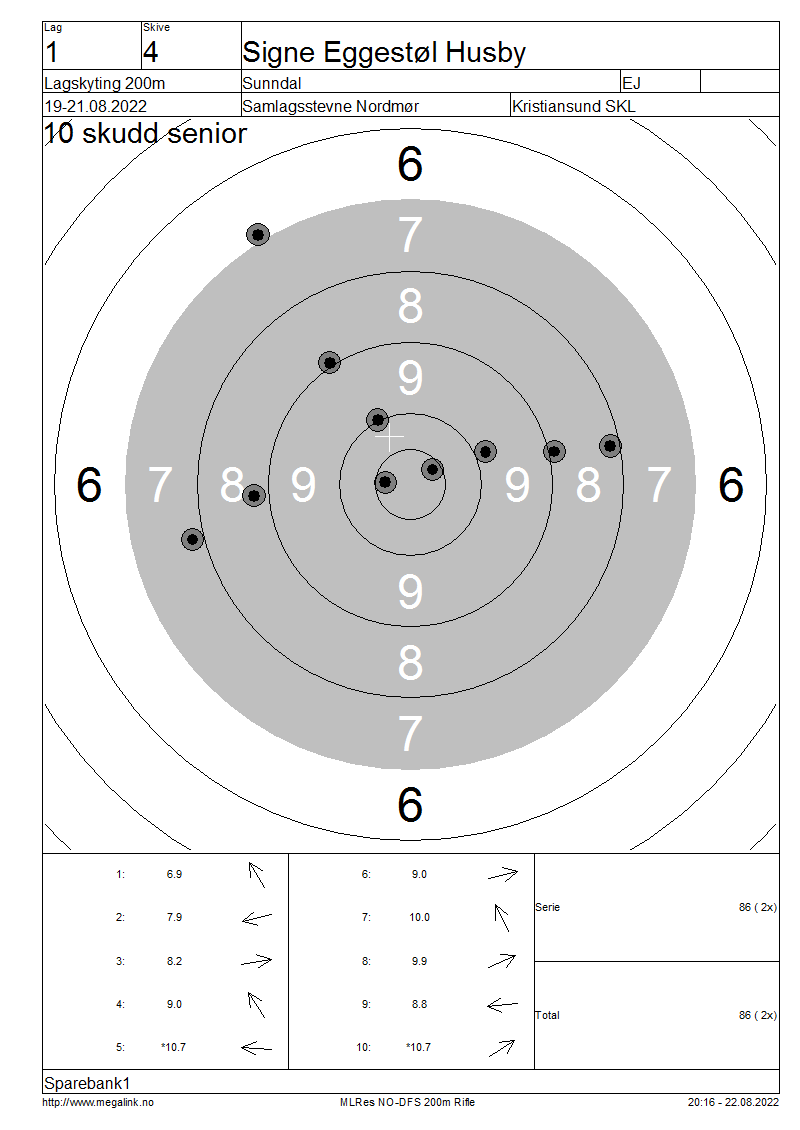 Lag Skive
1 4 Signe Eggestøl Husby
Lagskyting 200m Sunndal EJ
19-21.08.2022 Samlagsstevne Nordmør Kristiansund SKL
10 skudd senior
6
7
8
9
6 7 8 9 9 8 7 6
9
8
7
6
1: 6.9 6: 9.0
2: 7.9 7: 10.0
Serie 86 ( 2x)
3: 8.2 8: 9.9
4: 9.0 9: 8.8
Total 86 ( 2x)
5: *10.7 10: *10.7
Sparebank1
http://www.megalink.no MLRes NO-DFS 200m Rifle 20:16 - 22.08.2022